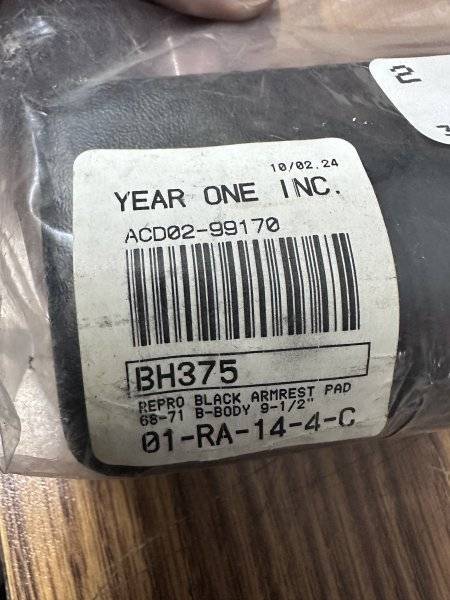 2
10/02.24
YEAR ONE INC.
ACD02-99170
BH375
REPRO BLACK ARMREST PAD
68-71 B-BODY 9-1/2"
01-RA-14-4-C